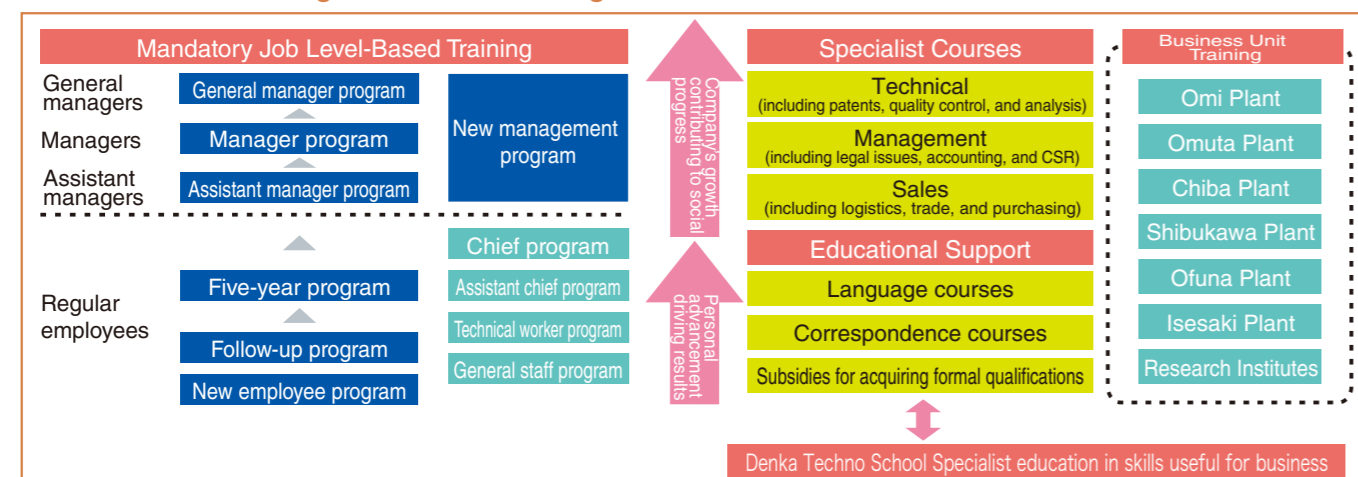 Mandatory Job Level-Based Training
General
managers
General manager program
Managers
Manager program
Assistant
managers
Assistant manager program
New management
program
Regular
employees
Five-year program
Follow-up program
New employee program
Chief program
Assistant chief program
Technical worker program
General staff program
Company's growth
contributing to social
progress
Personal
advancement
driving results
Specialist Courses
Technical
(including patents, quality control, and analysis)
Management
(including legal issues, accounting, and CSR)
Sales
(including logistics, trade, and purchasing)
Educational Support
Language courses
Correspondence courses
Subsidies for acquiring formal qualifications
Denka Techno School Specialist education in skills useful for business
Business Unit
Training
Omi Plant
Omuta Plant
Chiba Plant
Shibukawa Plant
Ofuna Plant
Isesaki Plant
Research Institutes